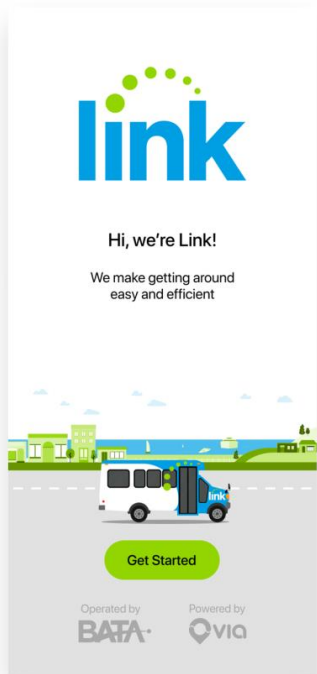 link
Hi, we're Link!
We make getting around
easy and efficient
link
Get Started
Operated by
BATA
Powered by
via